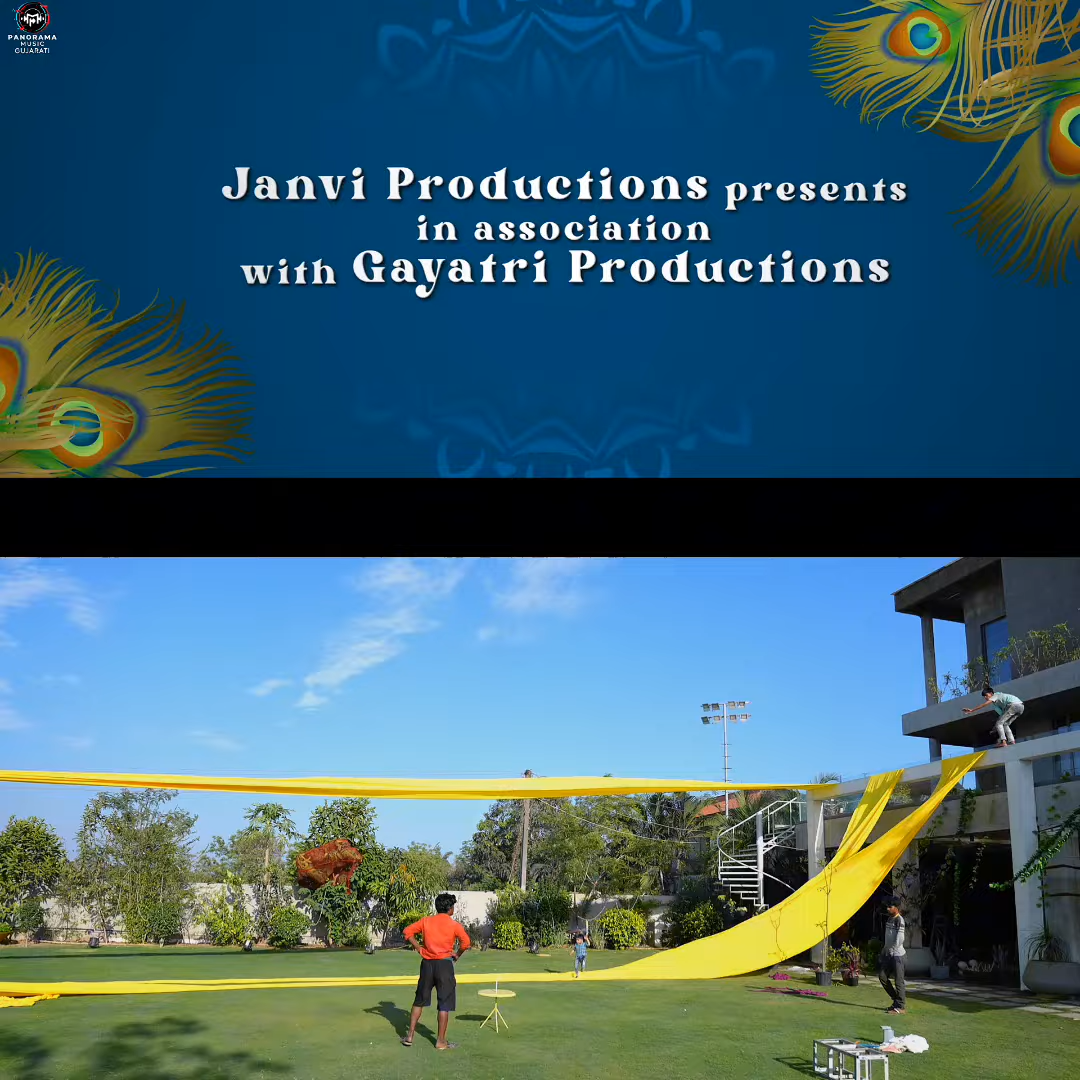 PANORAMA
MUSIC
GUJARATI
Janvi Productions presents
in association
with Gayatri Productions